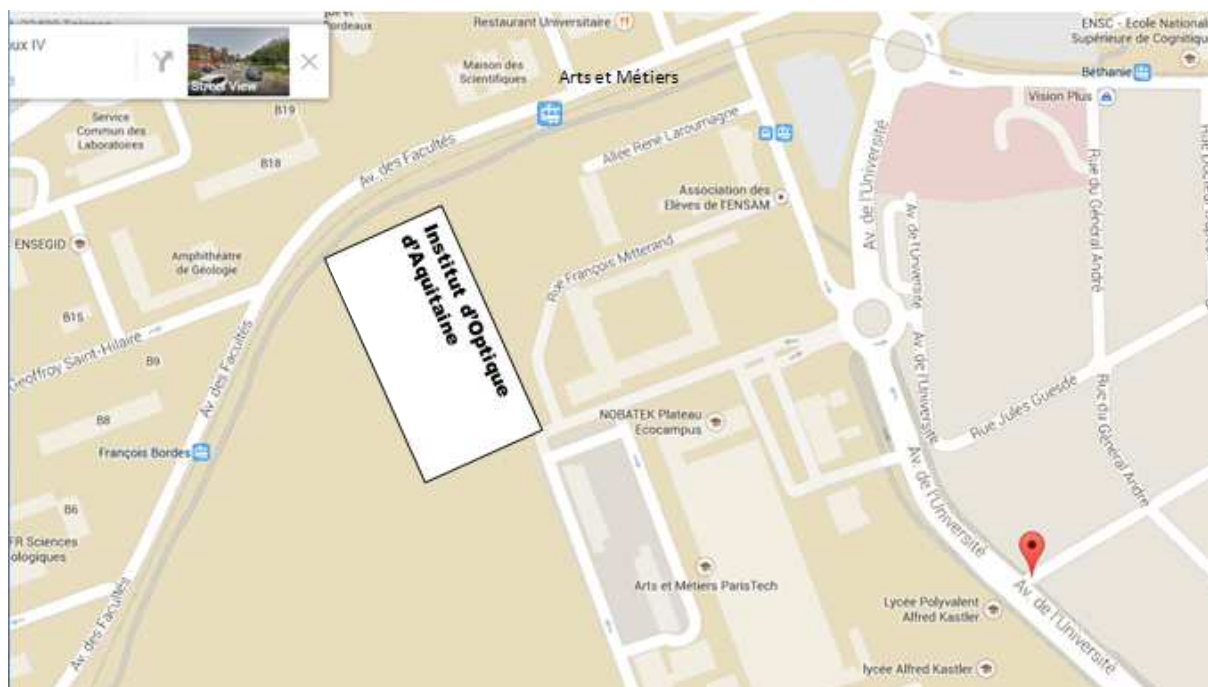 Restaurant Universitaire
Bordeaux
ENSC - Ecole National
Supérieure de Cognitique
ux IV
Street View
Maison des
Scientifiques
Arts et Métiers
Béthanie
Vision Plus
B19
Service
Commun des
Laboratoires
Av. des Facultés
Allée René Laroumagne
B18
Av. de l'Université
Rue du Général André
Association des
Elèves de l'ENSAM
Av. de l'Université
ENSEGID
Amphithéâtre
de Géologie
Institut d'Optique
d'Aquitaine
Rue François Mitterand
B15
Geoffroy Saint-Hilaire
B9
Av. des Facultés
Av. de l'Université
Rue Jules Guesde
Rue du Général André
B8
NOBATEK Plateau
Ecocampus
François Bordes
Av. de l'Université
B6
FR Sciences
ologiques
Arts et Métiers ParisTech
Av. des Facultés
Lycée Polyvalent
Alfred Kastler
Av. de l'Université
lycée Alfred Kastler